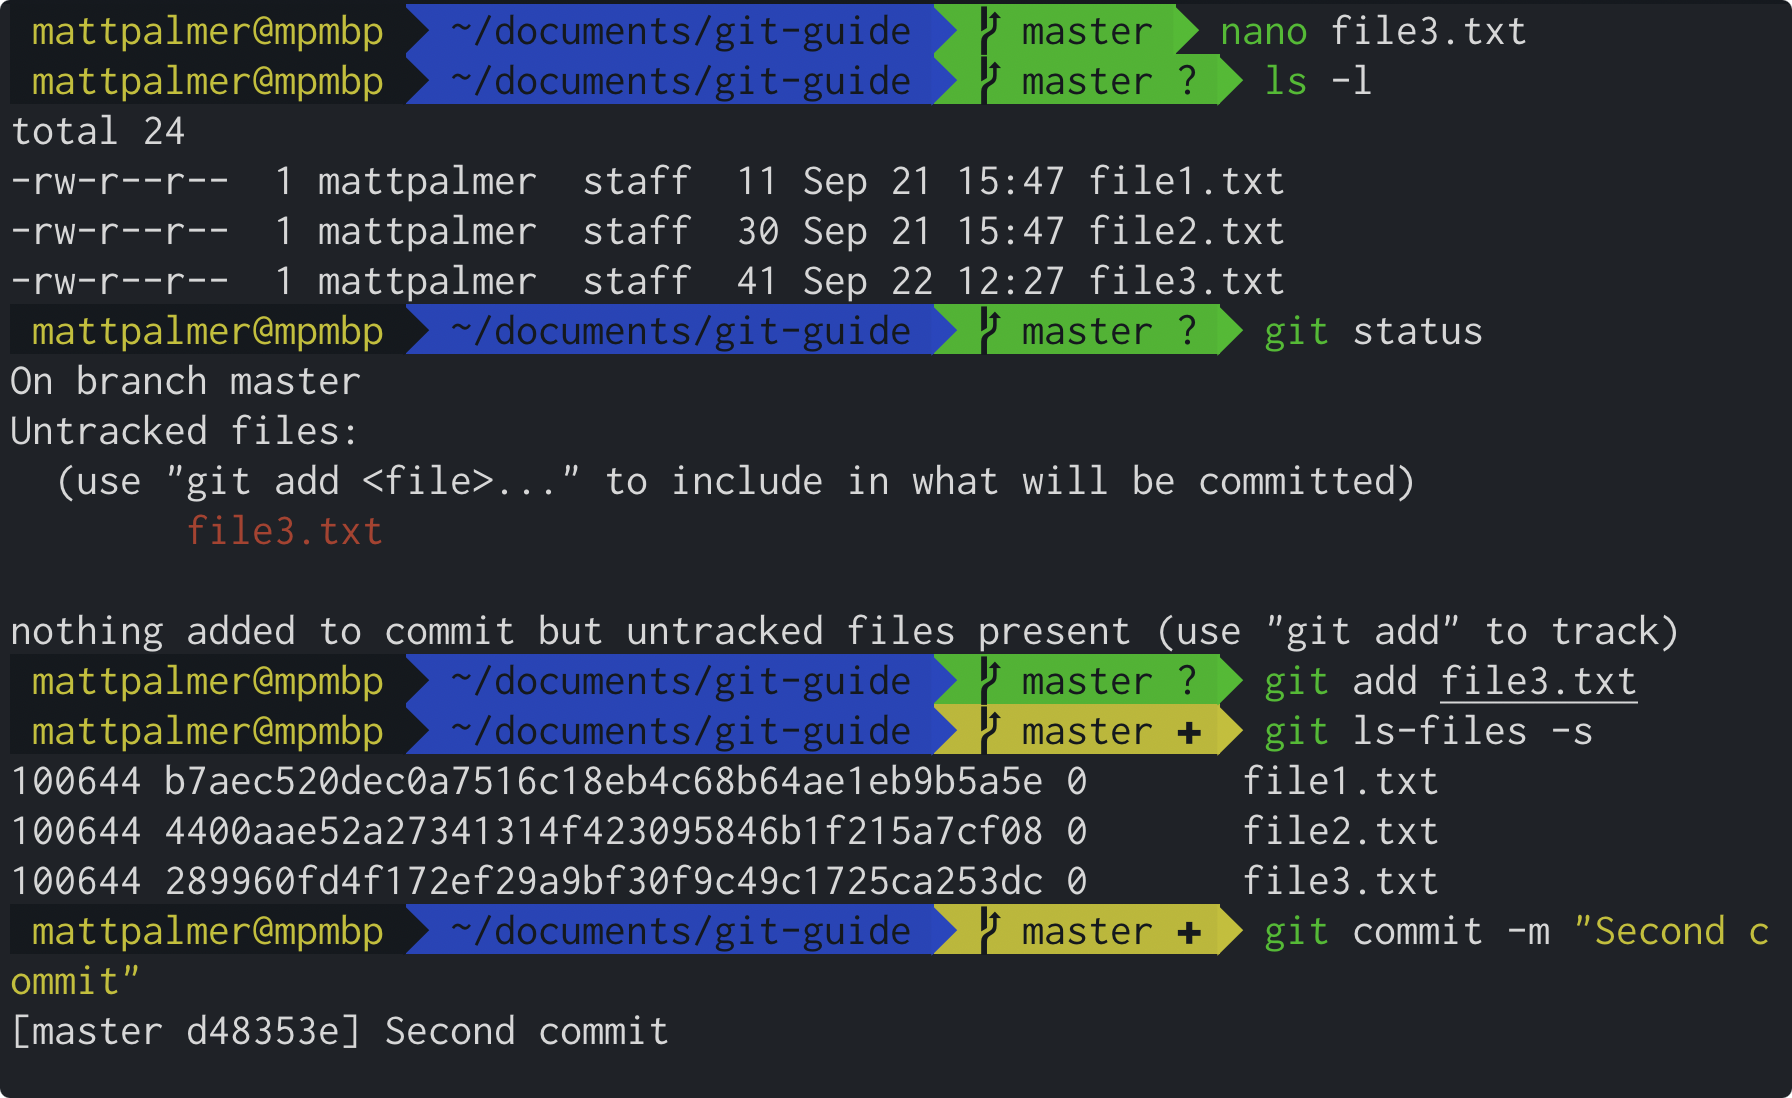 mattpalmer@mpmbp ~/documents/git-guide master nano file3.txt
mattpalmer@mpmbp ~/documents/git-guide master ? ls -l
total 24
-rw-r--r--  1 mattpalmer  staff  11 Sep 21 15:47 file1.txt
-rw-r--r--  1 mattpalmer  staff  30 Sep 21 15:47 file2.txt
-rw-r--r--  1 mattpalmer  staff  41 Sep 22 12:27 file3.txt
mattpalmer@mpmbp ~/documents/git-guide master ? git status
On branch master
Untracked files:
  (use "git add <file>..." to include in what will be committed)
        file3.txt
nothing added to commit but untracked files present (use "git add" to track)
mattpalmer@mpmbp ~/documents/git-guide master ? git add file3.txt
mattpalmer@mpmbp ~/documents/git-guide master + git ls-files -s
100644 b7aec520dec0a7516c18eb4c68b64ae1eb9b5a5e 0       file1.txt
100644 4400aae52a27341314f423095846b1f215a7cf08 0       file2.txt
100644 289960fd4f172ef29a9bf30f9c49c1725ca253dc 0       file3.txt
mattpalmer@mpmbp ~/documents/git-guide master + git commit -m "Second c
ommit"
[master d48353e] Second commit